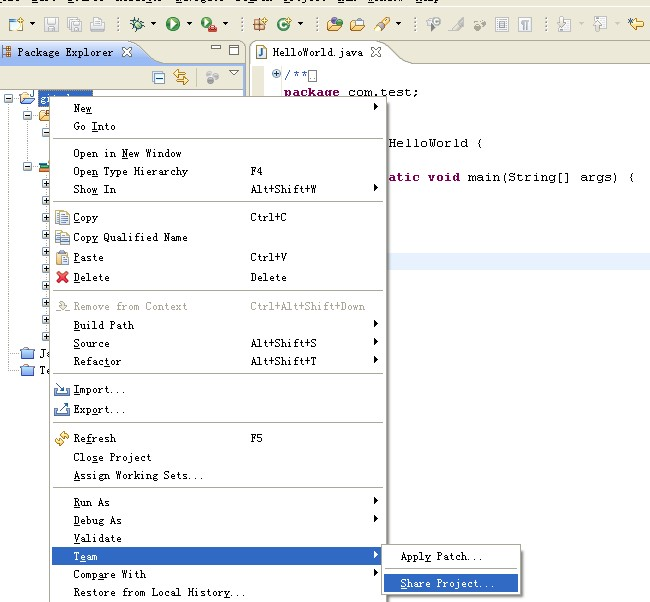 Package Explorer
HelloWorld.java
/**
package com.test;
HelloWorld {
atic void main(String[] args) {
New
Go Into
Open in New Window
Open Type Hierarchy F4
Show In Alt+Shift+W
Copy Ctrl+C
Copy Qualified Name
Paste Ctrl+V
Delete Delete
Remove from Context Ctrl+Alt+Shift+Down
Build Path
Source Alt+Shift+S
Refactor Alt+Shift+T
Import...
Export...
Refresh F5
Close Project
Assign Working Sets...
Run As
Debug As
Validate
Team
Apply Patch...
Compare With
Share Project...
Restore from Local History...